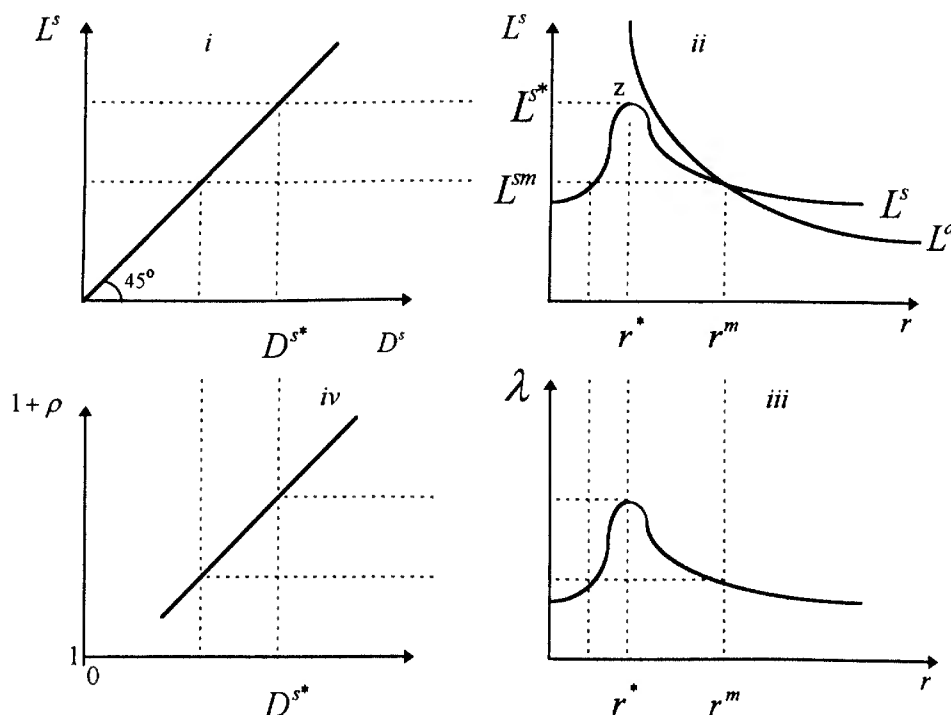 L^s
i
45°
D^{s*}
D^s
L^s
ii
z
L^{s*}
L^{sm}
L^s
L^d
r^*
r^m
r
1 + ρ
iv
1
0
D^{s*}
λ
iii
r^*
r^m
r